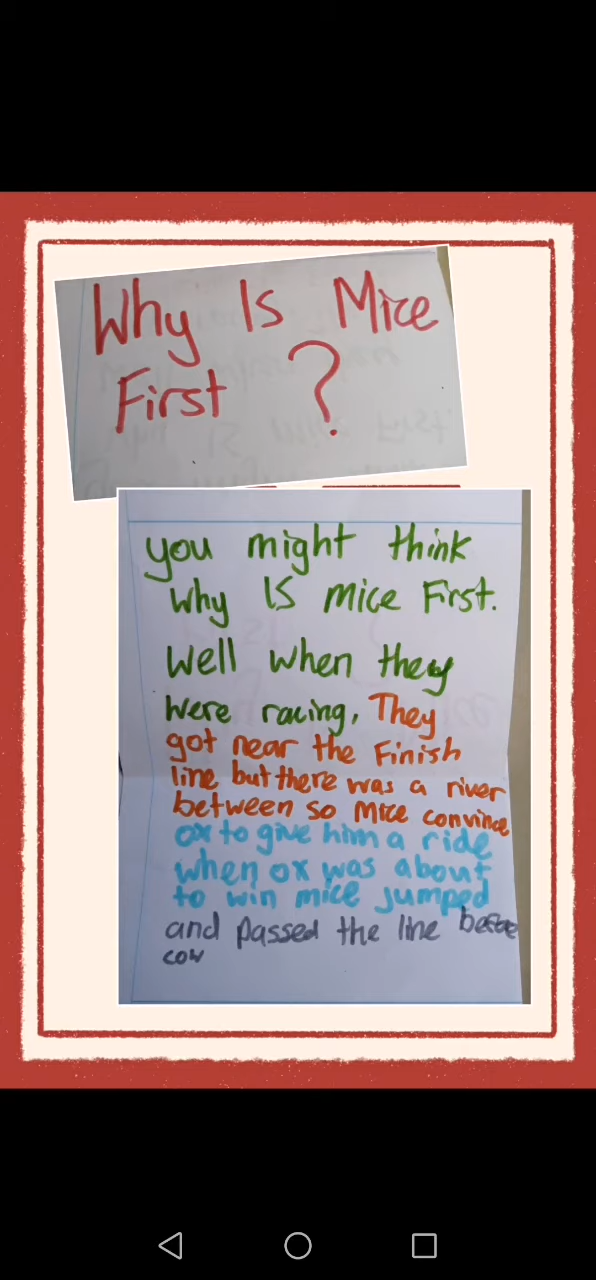 Why Is Mice
First ?
you might think
why IS mice First.
Well when they
were racing, They
got near the Finish
line but there was a river
between so Mice convince
ox to give him a ride
when ox was about
to win mice jumped
and passed the line before
cow